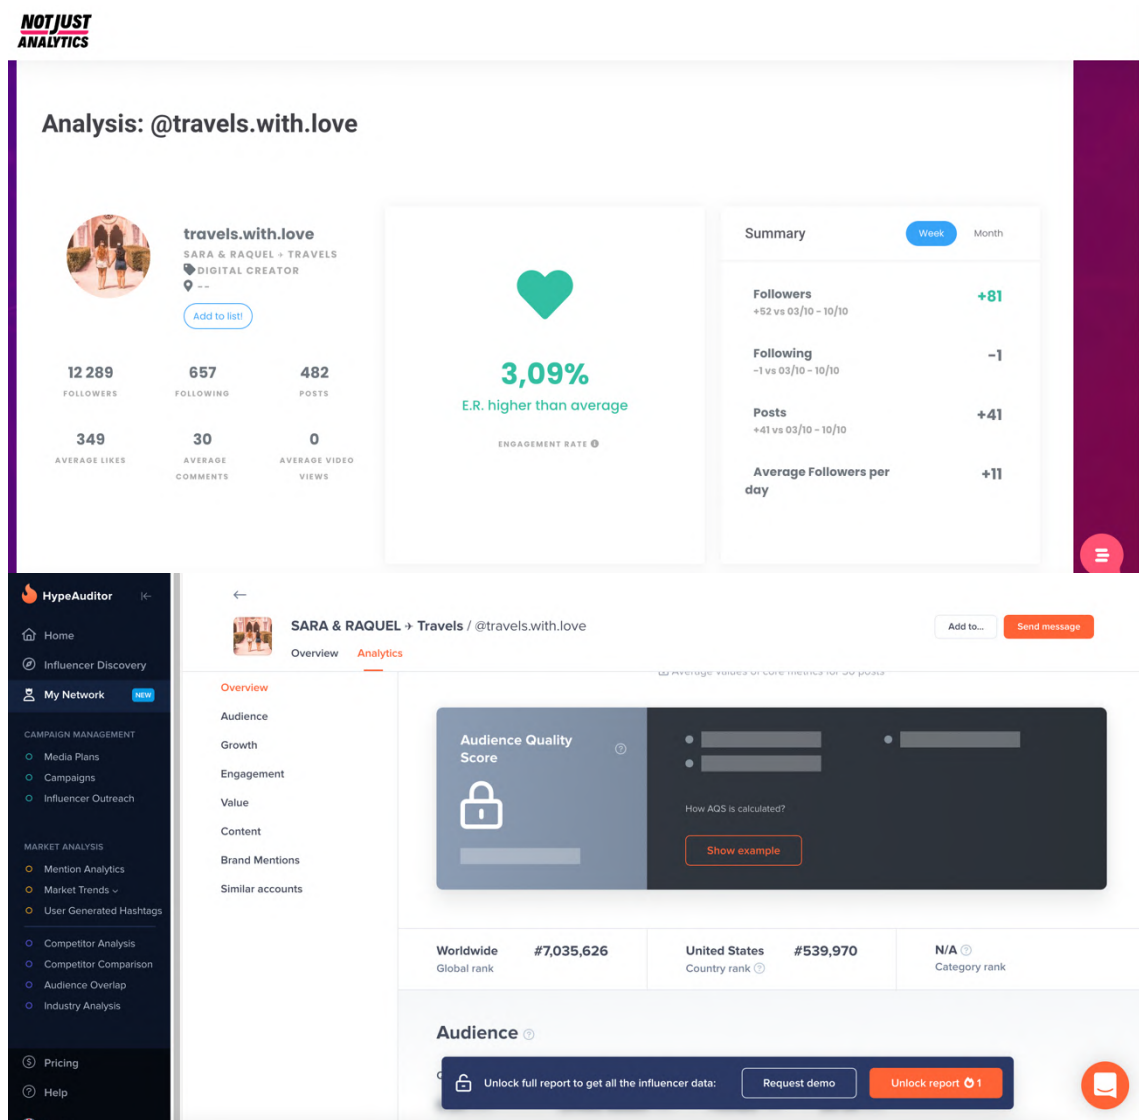 NOT JUST
ANALYTICS
Analysis: @travels.with.love
travels.with.love
SARA & RAQUEL + TRAVELS
DIGITAL CREATOR
--
Add to list!
12 289
FOLLOWERS
657
FOLLOWING
482
POSTS
349
AVERAGE LIKES
30
AVERAGE
COMMENTS
0
AVERAGE VIDEO
VIEWS
3,09%
E.R. higher than average
ENGAGEMENT RATE
Summary
Week
Month
Followers
+52 vs 03/10 - 10/10
+81
Following
-1 vs 03/10 - 10/10
-1
Posts
+41 vs 03/10 - 10/10
+41
Average Followers per
day
+11
HypeAuditor
Home
Influencer Discovery
My Network
NEW
CAMPAIGN MANAGEMENT
Media Plans
Campaigns
Influencer Outreach
MARKET ANALYSIS
Mention Analytics
Market Trends
User Generated Hashtags
Competitor Analysis
Competitor Comparison
Audience Overlap
Industry Analysis
Pricing
Help
SARA & RAQUEL ✈ Travels / @travels.with.love
Overview
Analytics
Add to...
Send message
Overview
Audience
Growth
Engagement
Value
Content
Brand Mentions
Similar accounts
Average values of core metrics for 30 posts
Audience Quality
Score
How AQS is calculated?
Show example
Worldwide
#7,035,626
Global rank
United States
#539,970
Country rank
N/A
Category rank
Audience
Unlock full report to get all the influencer data:
Request demo
Unlock report 1